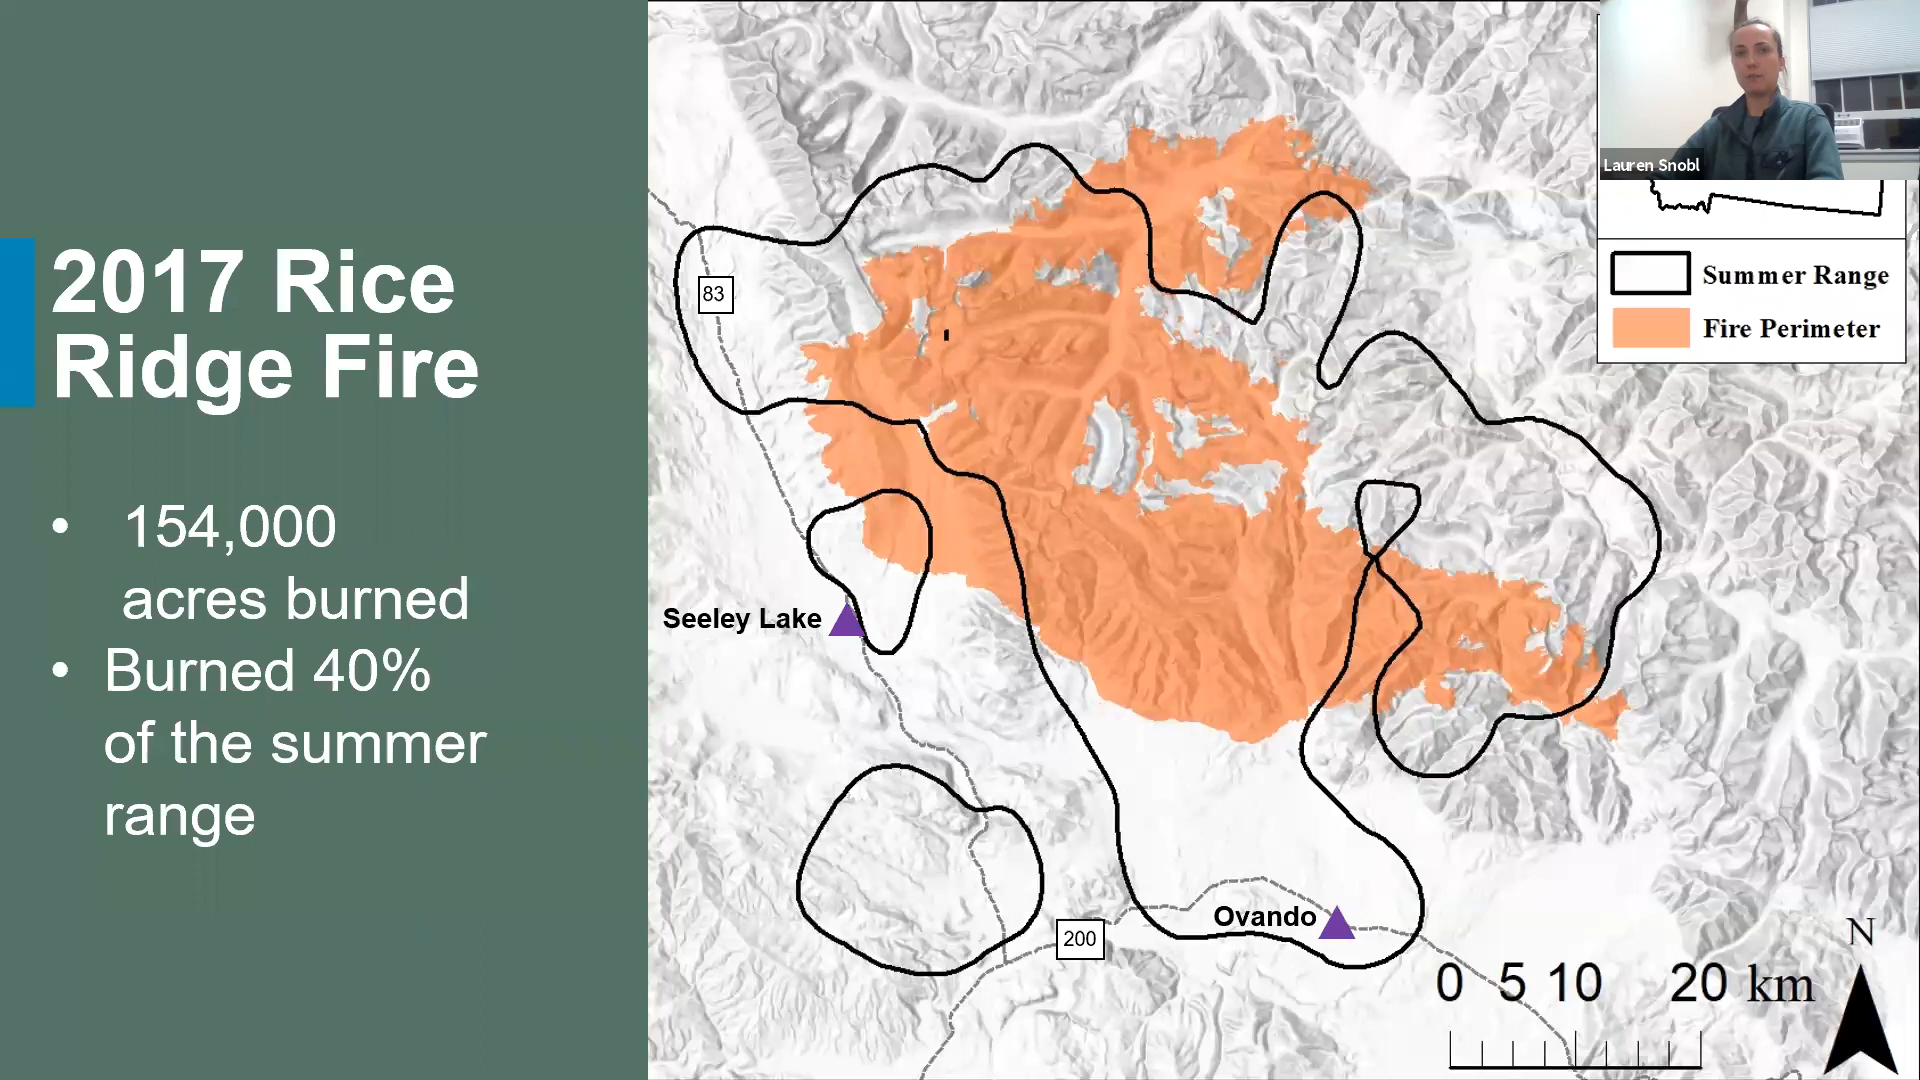 2017 Rice
Ridge Fire
• 154,000
acres burned
• Burned 40%
of the summer
range
83
Seeley Lake
Ovando
200
Lauren Snobl
Summer Range
Fire Perimeter
N
0 5 10 20 km